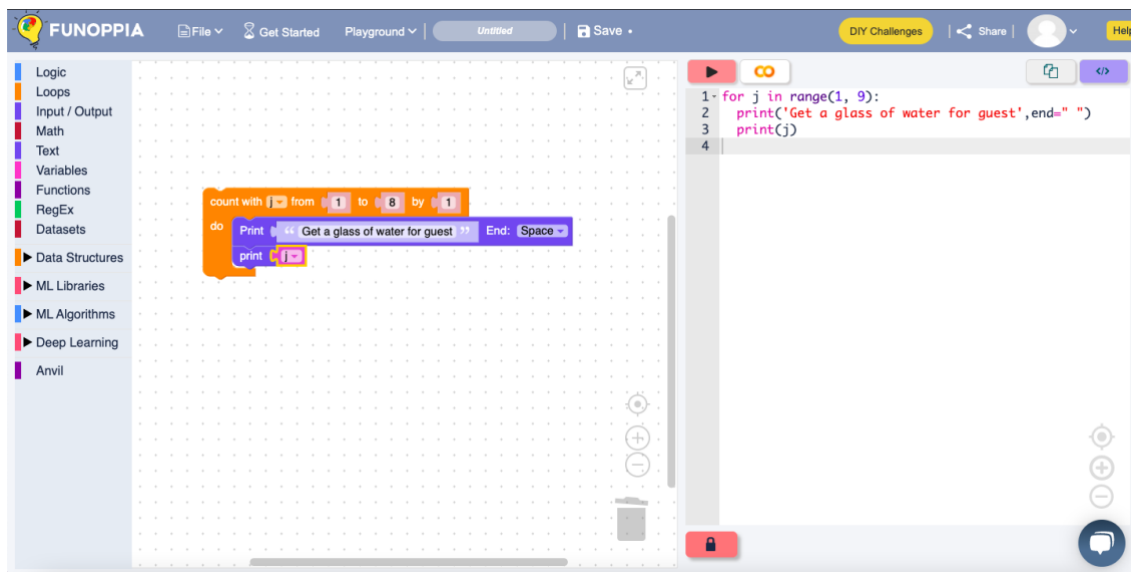 FUNOPPIA File Get Started Playground Untitled Save DIY Challenges Share Help
Logic
Loops
Input / Output
Math
Text
Variables
Functions
RegEx
Datasets
Data Structures
ML Libraries
ML Algorithms
Deep Learning
Anvil
count with j from 1 to 8 by 1
do Print “ Get a glass of water for guest ” End: Space
print j
</>
1 for j in range(1, 9):
2 print('Get a glass of water for guest',end=" ")
3 print(j)
4